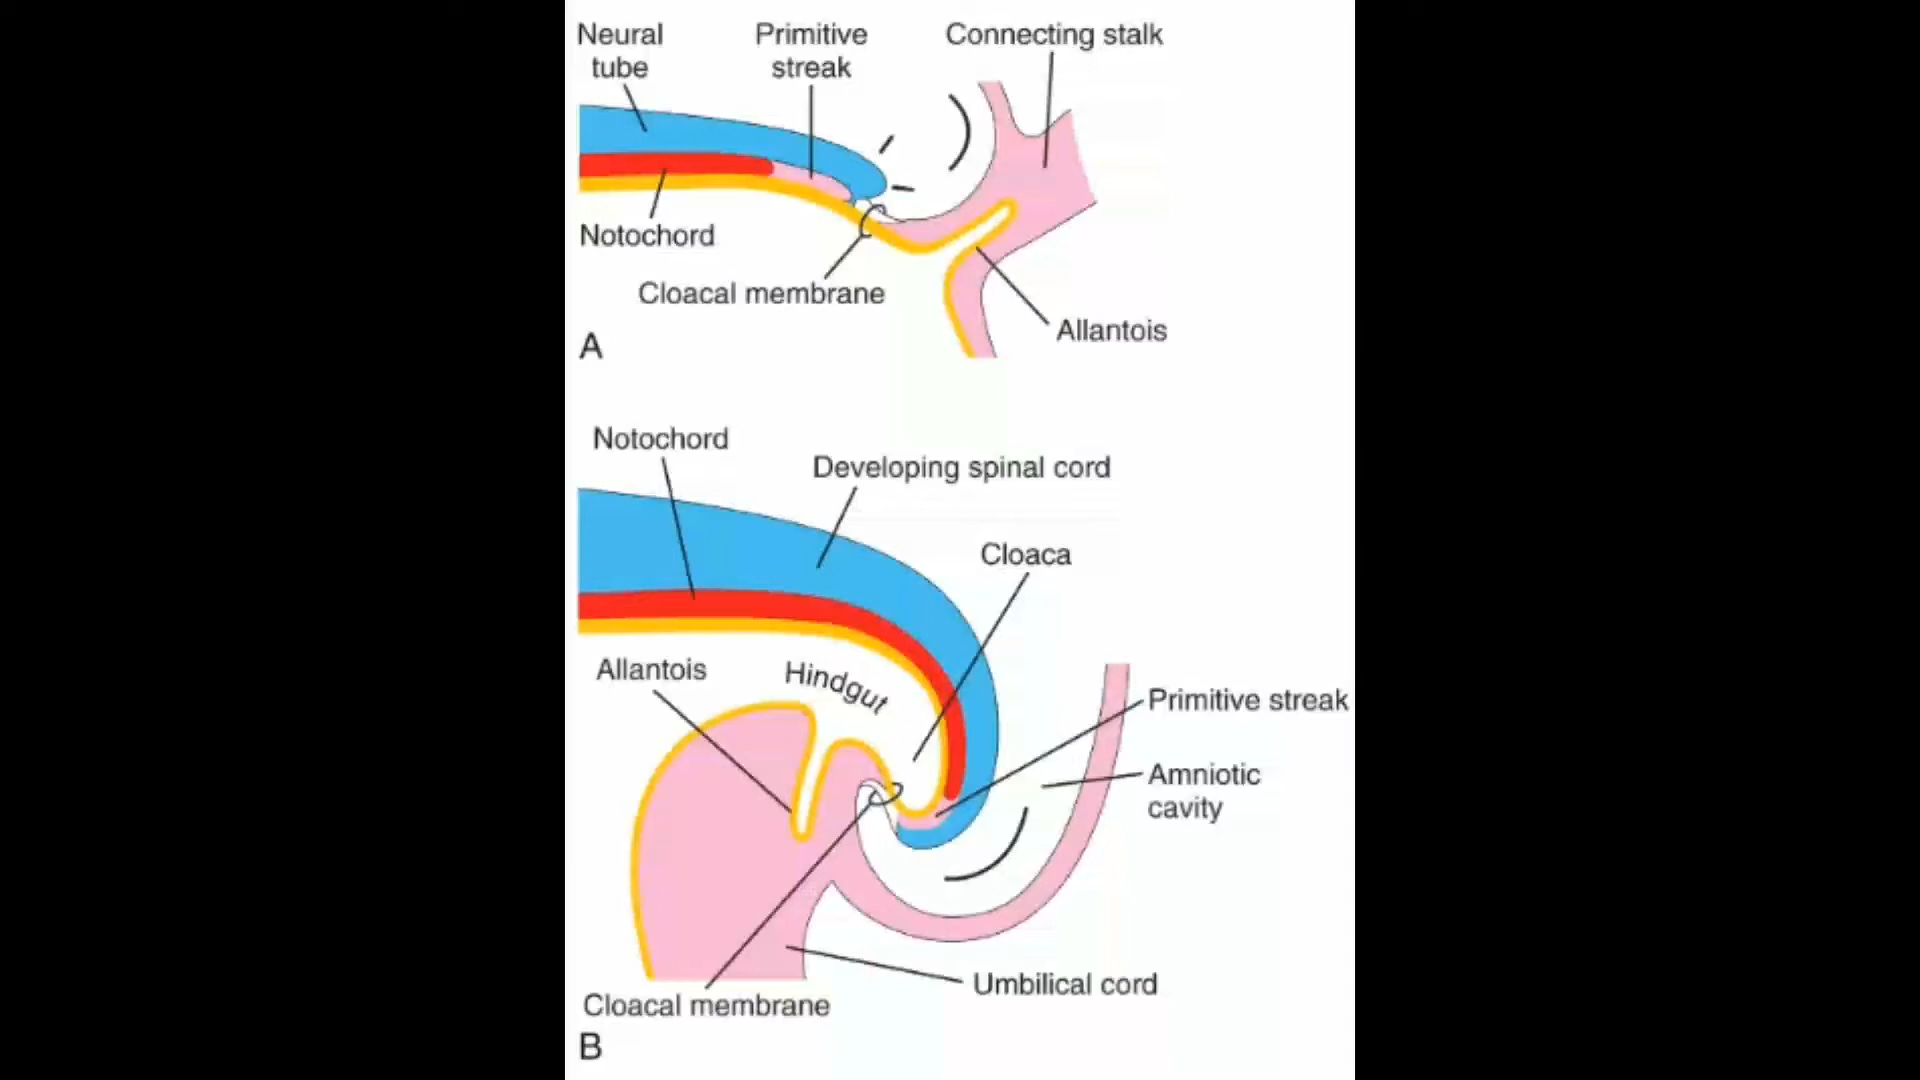 Neural
tube
Primitive
streak
Connecting stalk
Notochord
Cloacal membrane
Allantois
A
Notochord
Developing spinal cord
Cloaca
Allantois
Hindgut
Primitive streak
Amniotic
cavity
Umbilical cord
Cloacal membrane
B